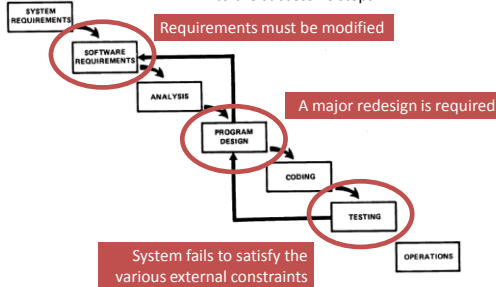 SYSTEM
REQUIREMENTS
Requirements must be modified
SOFTWARE
REQUIREMENTS
ANALYSIS
A major redesign is required
PROGRAM
DESIGN
CODING
TESTING
System fails to satisfy the
various external constraints
OPERATIONS